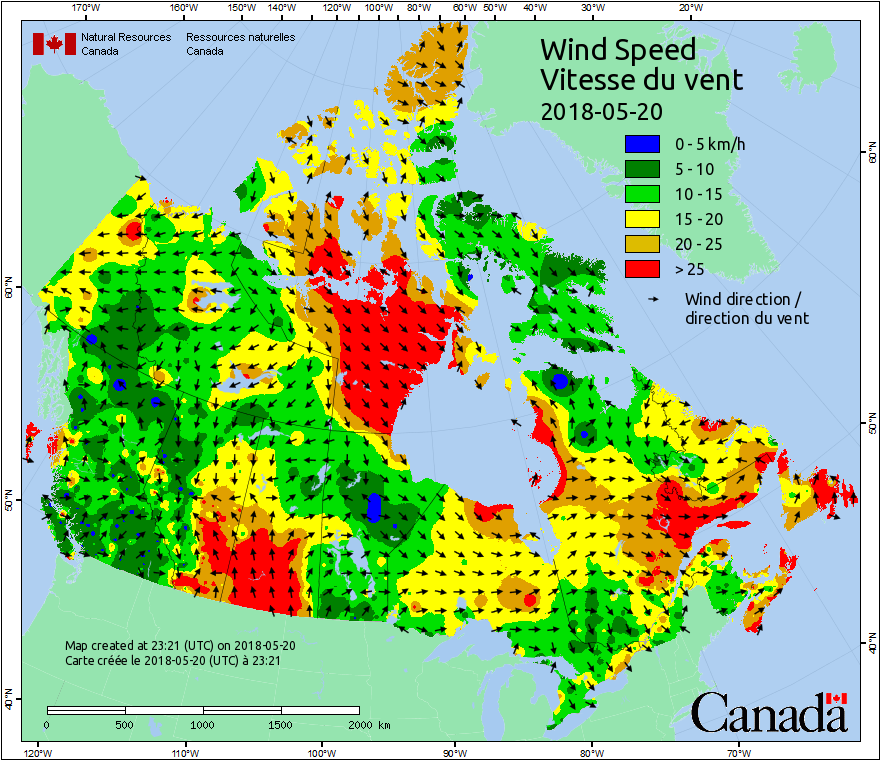 170°W 160°W 150°W 140°W 120°W 100°W 80°W 60°W 50°W 40°W 30°W 20°W
Natural Resources Ressources naturelles
Canada Canada
Wind Speed
Vitesse du vent
2018-05-20
0 - 5 km/h
5 - 10
10 - 15
15 - 20
20 - 25
> 25
Wind direction /
direction du vent
60°N
60°N
50°N
50°N
40°N
40°N
Map created at 23:21 (UTC) on 2018-05-20
Carte créée le 2018-05-20 (UTC) à 23:21
0 500 1000 1500 2000 km
Canada
120°W 110°W 100°W 90°W 80°W 70°W